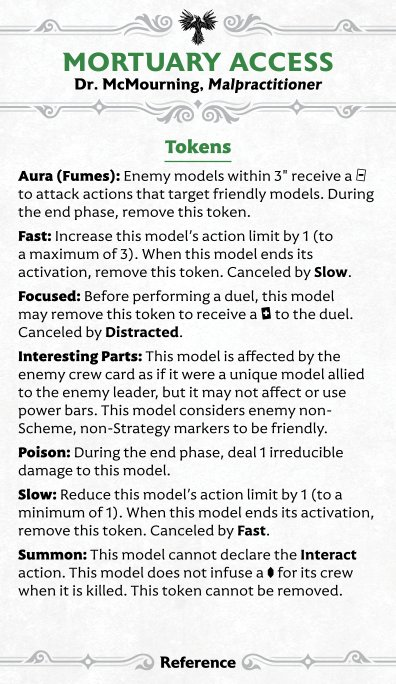 MORTUARY ACCESS
Dr. McMourning, Malpractitioner
Tokens
Aura (Fumes): Enemy models within 3" receive a
to attack actions that target friendly models. During
the end phase, remove this token.
Fast: Increase this model's action limit by 1 (to
a maximum of 3). When this model ends its
activation, remove this token. Canceled by Slow.
Focused: Before performing a duel, this model
may remove this token to receive a to the duel.
Canceled by Distracted.
Interesting Parts: This model is affected by the
enemy crew card as if it were a unique model allied
to the enemy leader, but it may not affect or use
power bars. This model considers enemy non-
Scheme, non-Strategy markers to be friendly.
Poison: During the end phase, deal 1 irreducible
damage to this model.
Slow: Reduce this model's action limit by 1 (to a
minimum of 1). When this model ends its activation,
remove this token. Canceled by Fast.
Summon: This model cannot declare the Interact
action. This model does not infuse a for its crew
when it is killed. This token cannot be removed.
Reference